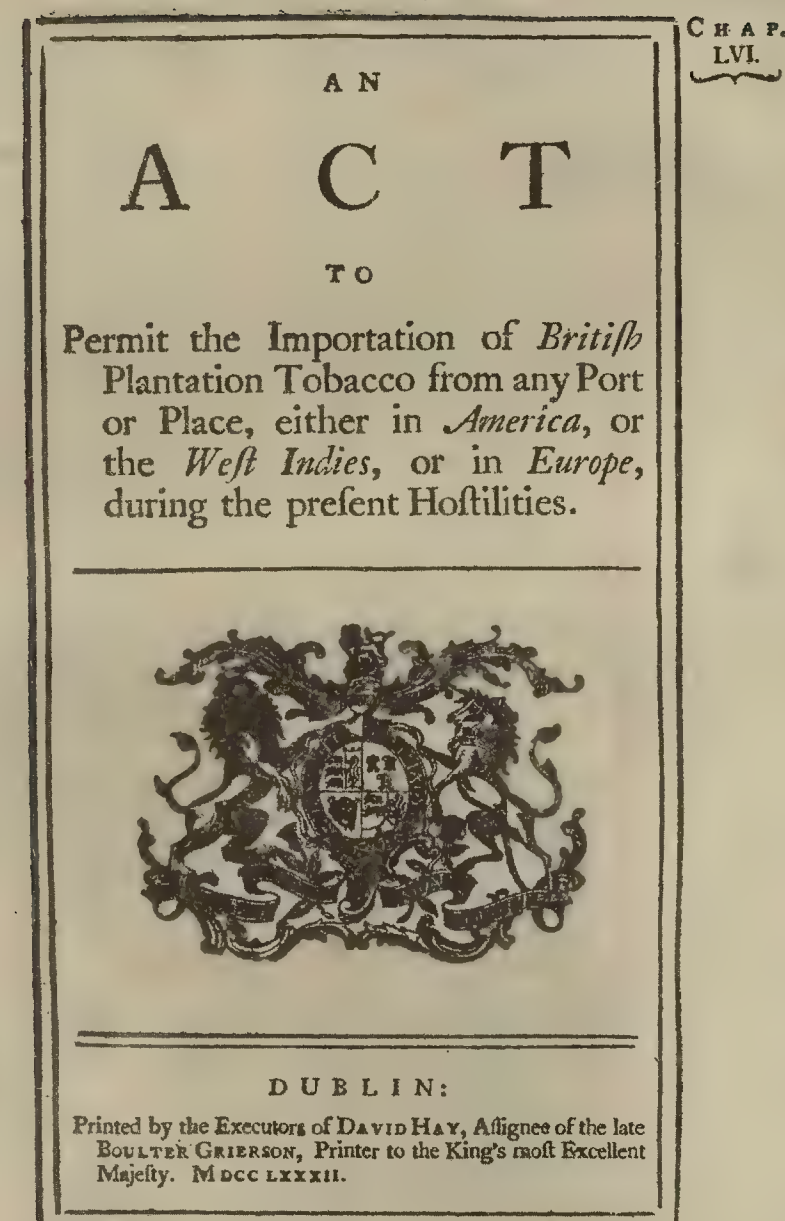 CHAP.
LVI.
AN
ACT
TO
Permit the Importation of Britiſh
Plantation Tobacco from any Port
or Place, either in America, or
the Weſt Indies, or in Europe,
during the preſent Hoſtilities.
DUBLIN:
Printed by the Executors of DAVID HAY, Aſſignee of the late
BOULTER GRIERSON, Printer to the King's moſt Excellent
Majeſty. MDCCLXXXII.